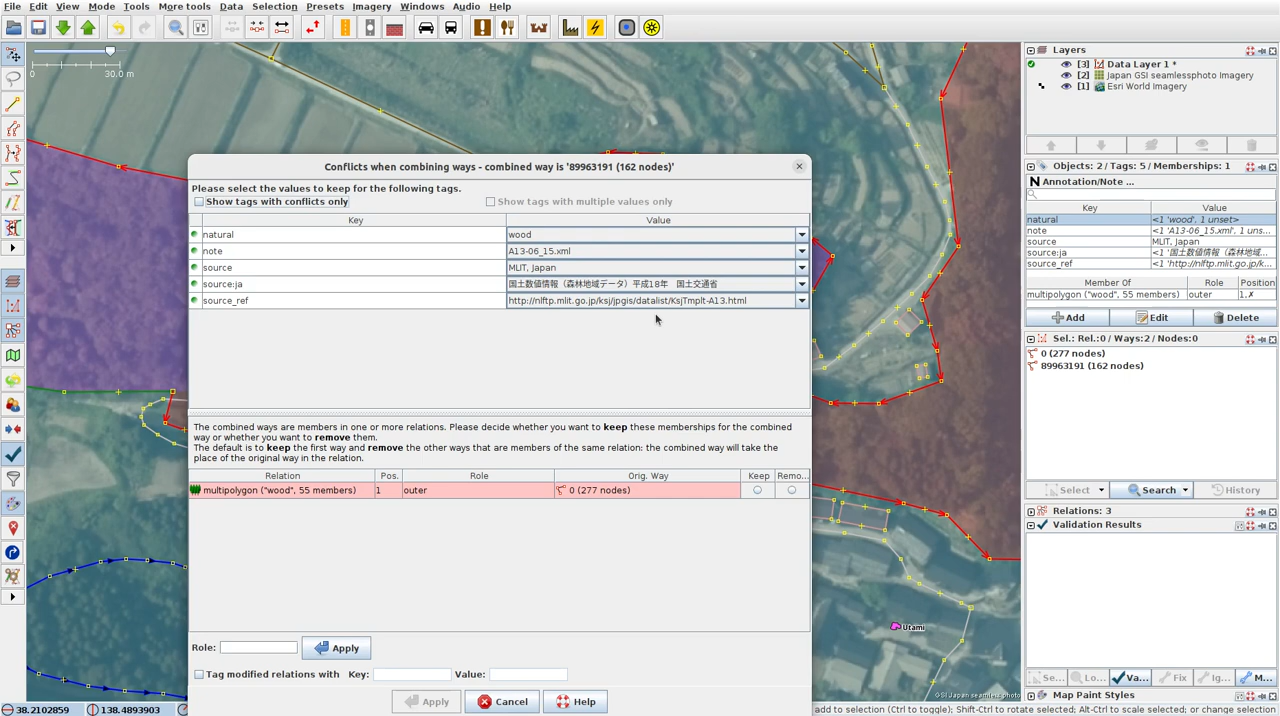 File Edit View Mode Tools More tools Data Selection Presets Imagery Windows Audio Help
0 30.0 m
Conflicts when combining ways - combined way is '89963191 (162 nodes)'
Please select the values to keep for the following tags.
Show tags with conflicts only Show tags with multiple values only
Key Value
natural wood
note A13-06_15.xml
source MLIT, Japan
source:ja 国土数値情報（森林地域データ）平成18年 国土交通省
source_ref http://nlftp.mlit.go.jp/ksj/jpgis/datalist/KsjTmplt-A13.html
The combined ways are members in one or more relations. Please decide whether you want to keep these memberships for the combined
way or whether you want to remove them.
The default is to keep the first way and remove the other ways that are members of the same relation: the combined way will take the
place of the original way in the relation.
Relation Pos. Role Orig. Way Keep Remo...
multipolygon ("wood", 55 members) 1 outer 0 (277 nodes)
Role: Apply
Tag modified relations with Key: Value:
Apply Cancel Help
Utami
Layers
[3] Data Layer 1 *
[2] Japan GSI seamlessphoto Imagery
[1] Esri World Imagery
Objects: 2 / Tags: 5 / Memberships: 1
Annotation/Note ...
Key Value
natural <1 'wood', 1 unset>
note <1 'A13-06_15.xml', 1 uns...
source MLIT, Japan
source:ja <1 '国土数値情報（森林地域...
source_ref <1 'http://nlftp.mlit.go.jp/k...
Member Of Role Position
multipolygon ("wood", 55 members) outer 1.✗
Add Edit Delete
Sel.: Rel.:0 / Ways:2 / Nodes:0
0 (277 nodes)
89963191 (162 nodes)
Select Search History
Relations: 3
Validation Results
Se... Lo... Va... Fix Ig... M...
Map Paint Styles
38.2102859 138.4893903 add to selection (Ctrl to toggle); Shift-Ctrl to rotate selected; Alt-Ctrl to scale selected; or change selection